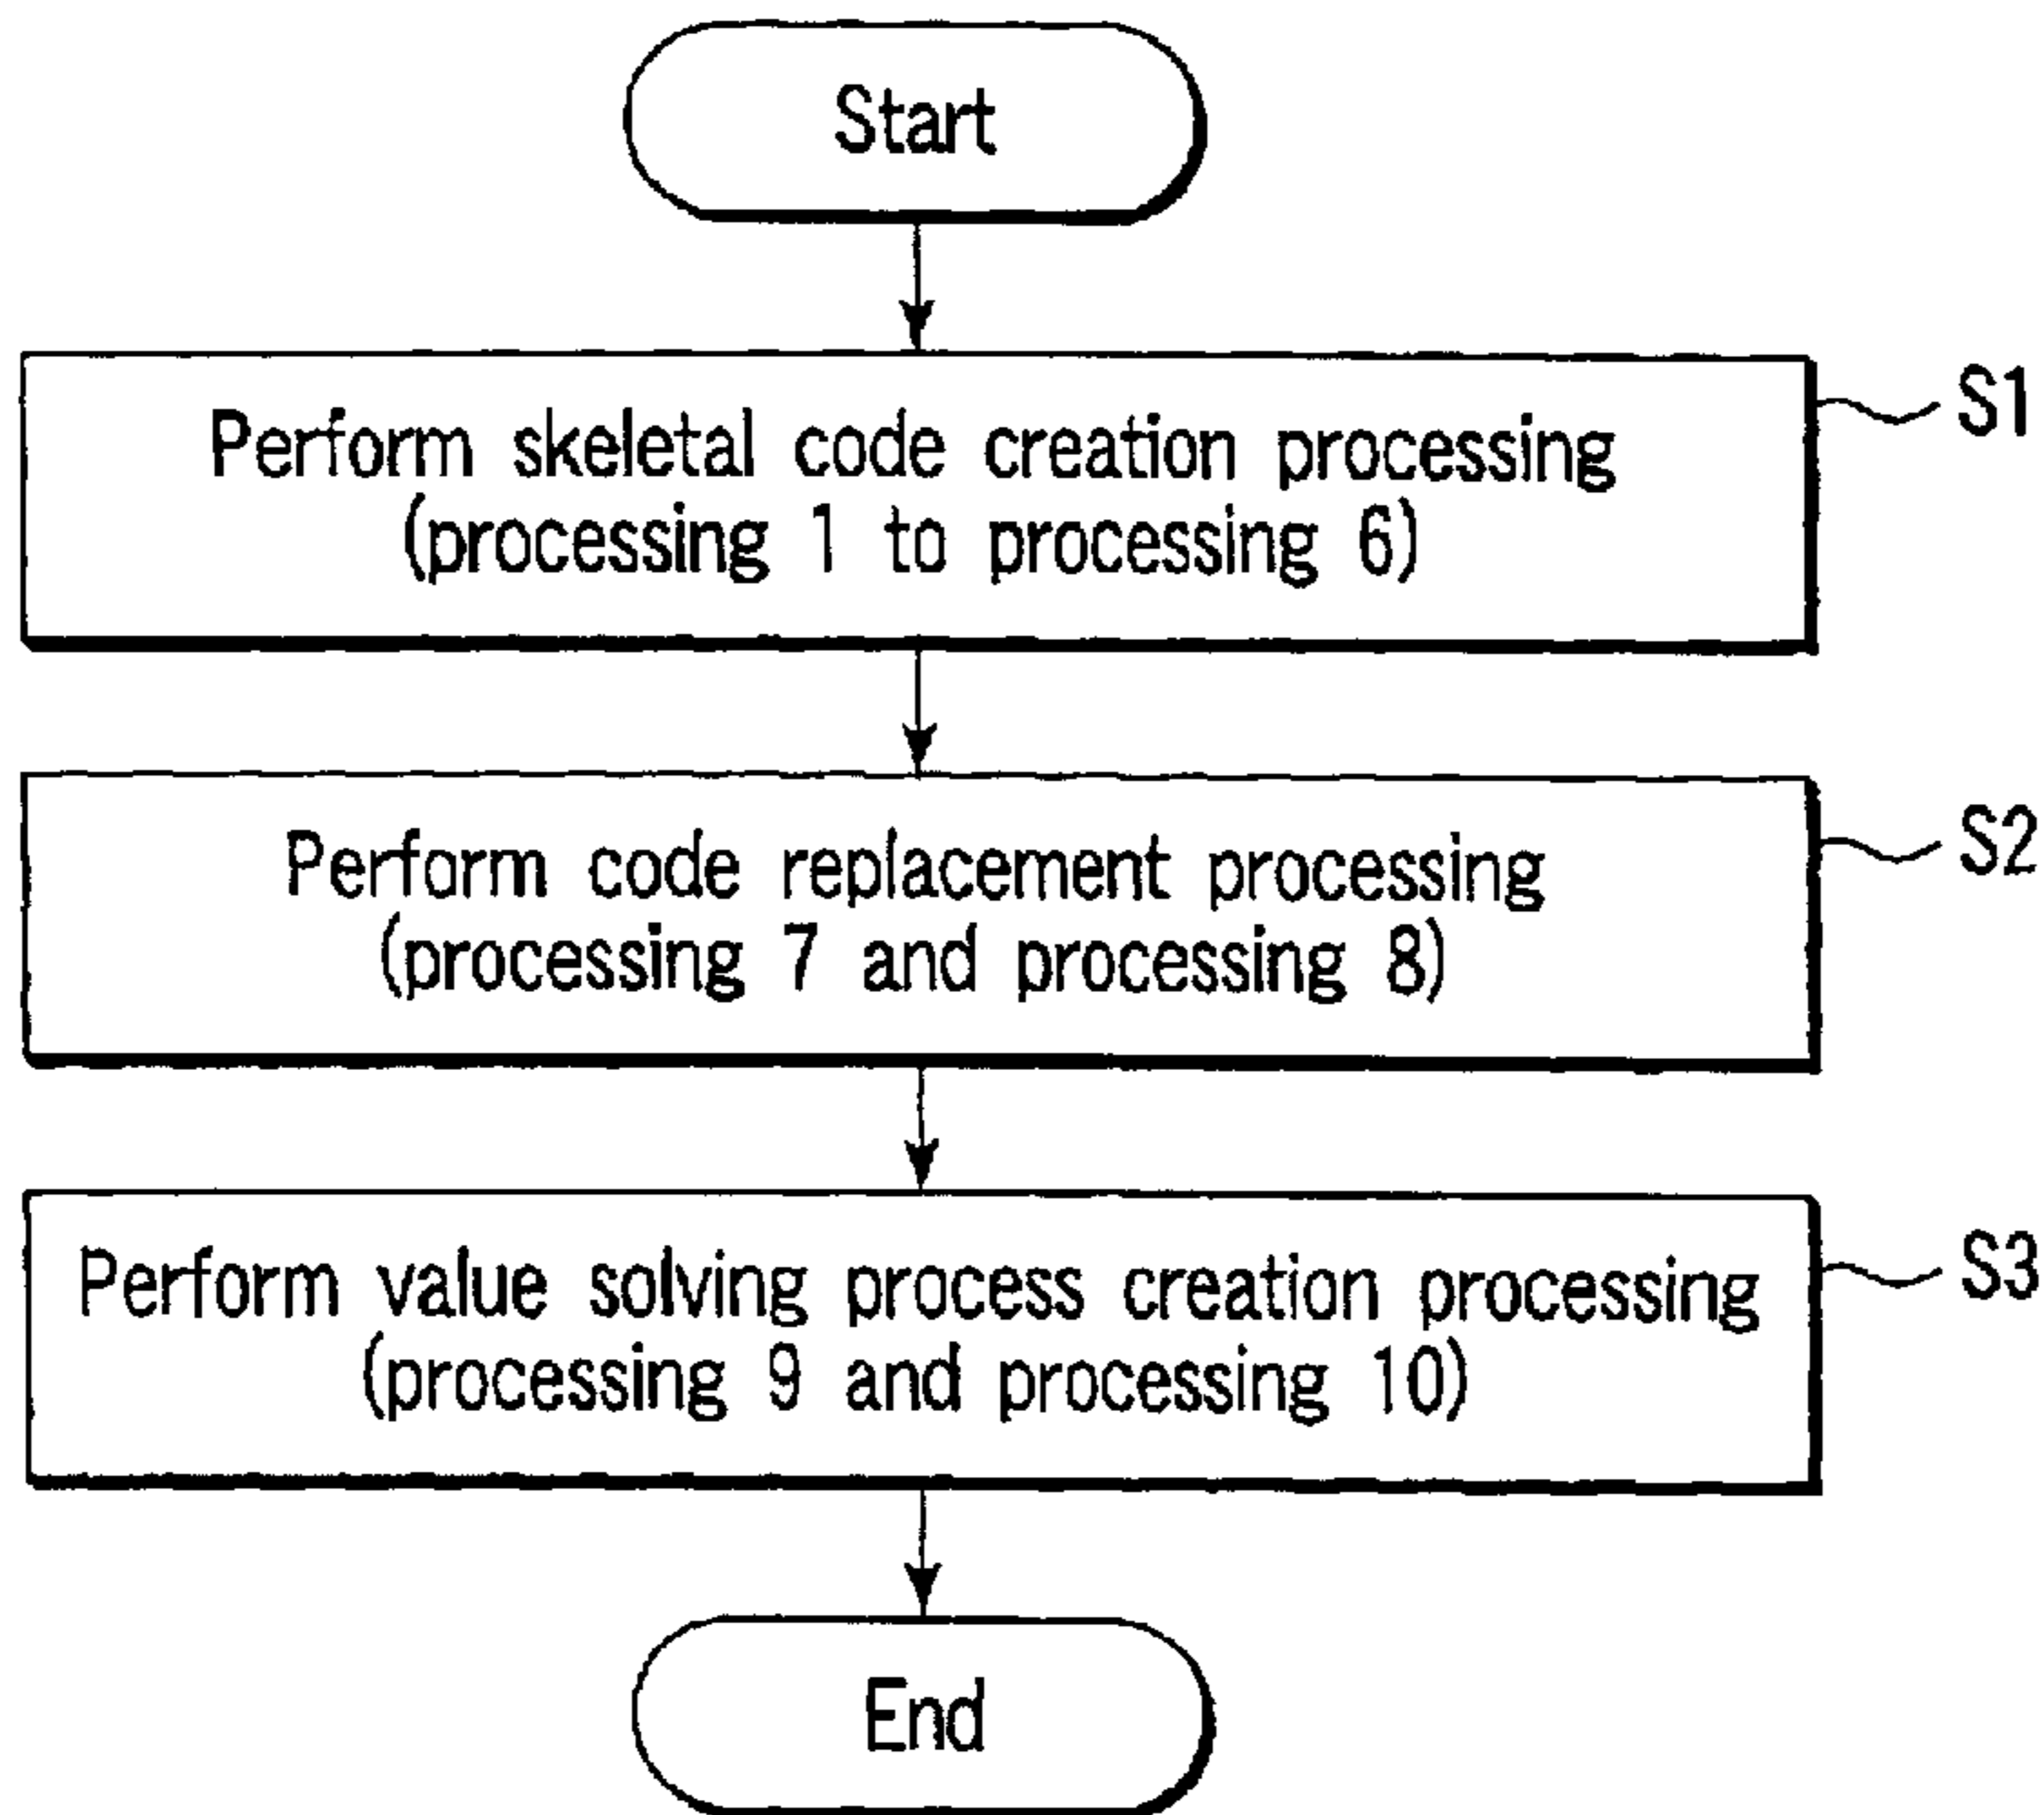 Start
Perform skeletal code creation processing
(processing 1 to processing 6)
S1
Perform code replacement processing
(processing 7 and processing 8)
S2
Perform value solving process creation processing
(processing 9 and processing 10)
S3
End